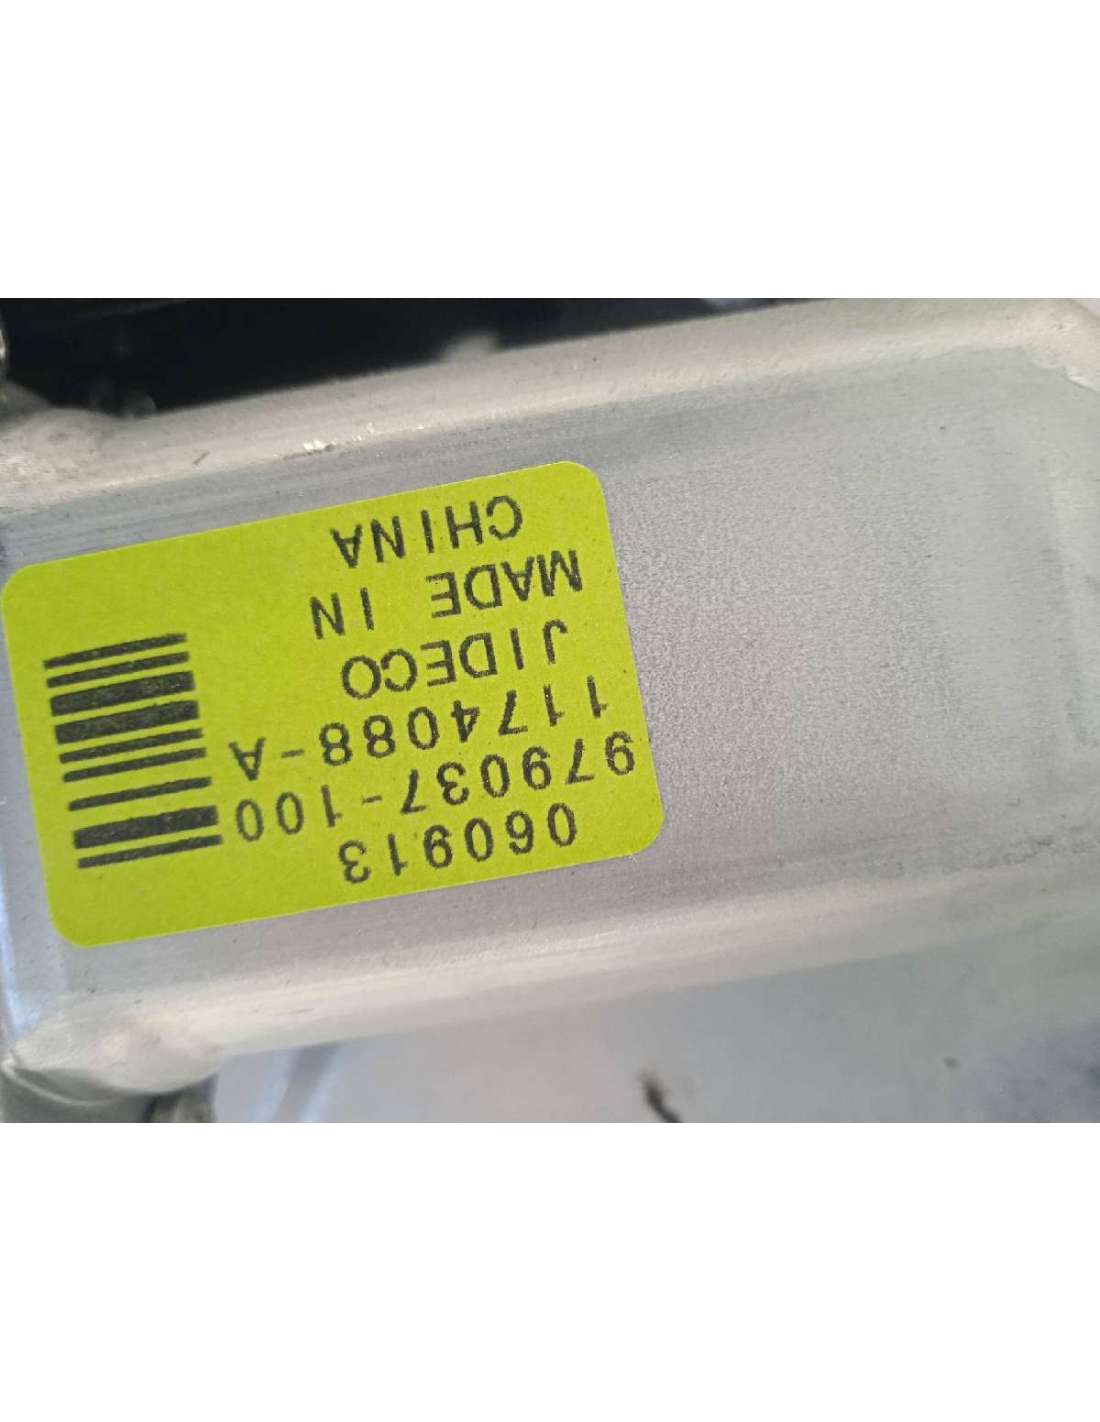 060913
979037-100
1174088-A
JIDECO
MADE IN
CHINA